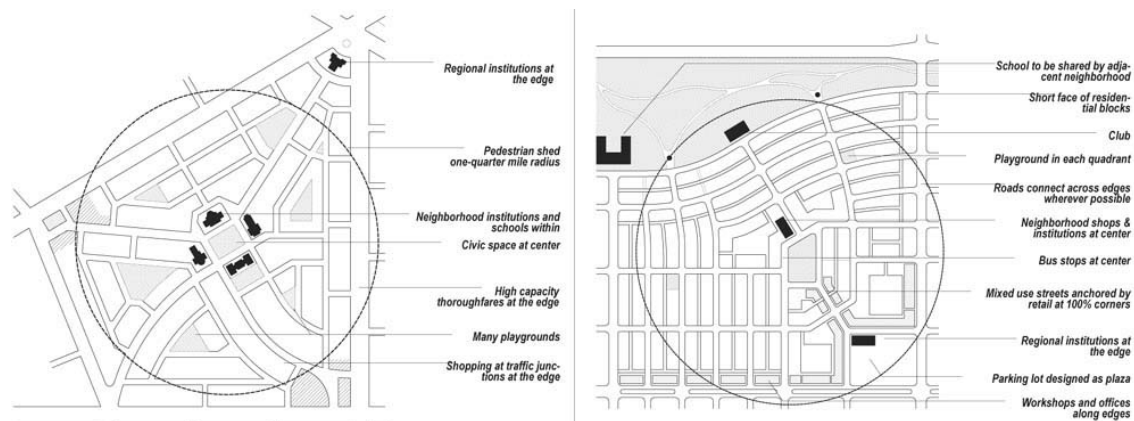 Regional institutions at
the edge
Pedestrian shed
one-quarter mile radius
Neighborhood institutions and
schools within
Civic space at center
High capacity
thoroughfares at the edge
Many playgrounds
Shopping at traffic junc-
tions at the edge
School to be shared by adja-
cent neighborhood
Short face of residen-
tial blocks
Club
Playground in each quadrant
Roads connect across edges
wherever possible
Neighborhood shops &
institutions at center
Bus stops at center
Mixed use streets anchored by
retail at 100% corners
Regional institutions at
the edge
Parking lot designed as plaza
Workshops and offices
along edges